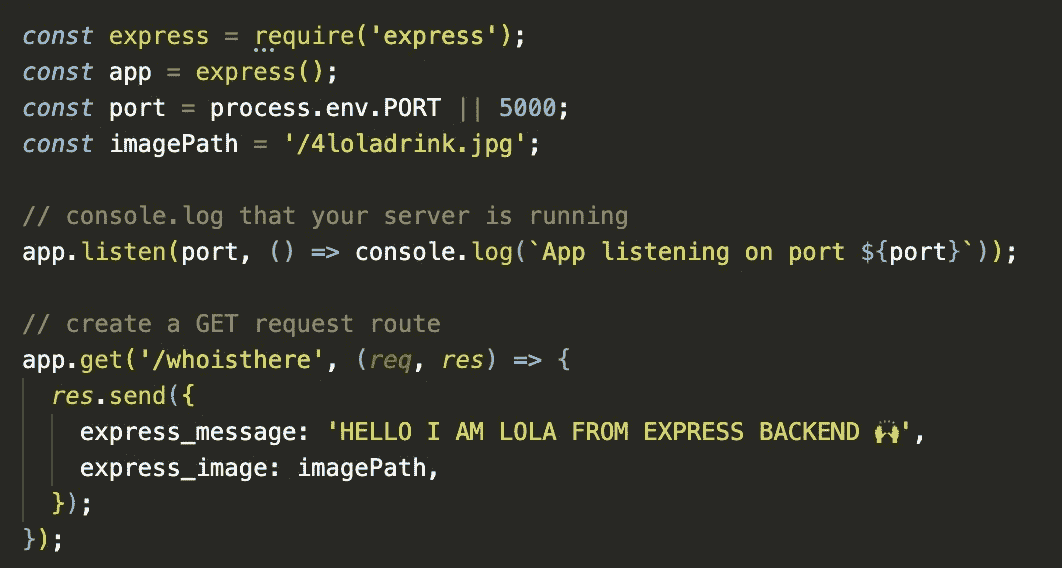 const express = require('express');
const app = express();
const port = process.env.PORT || 5000;
const imagePath = '/4loladrink.jpg';
// console.log that your server is running
app.listen(port, () => console.log(`App listening on port ${port}`));
// create a GET request route
app.get('/whoisthere', (req, res) => {
res.send({
express_message: 'HELLO I AM LOLA FROM EXPRESS BACKEND 🙌',
express_image: imagePath,
});
});